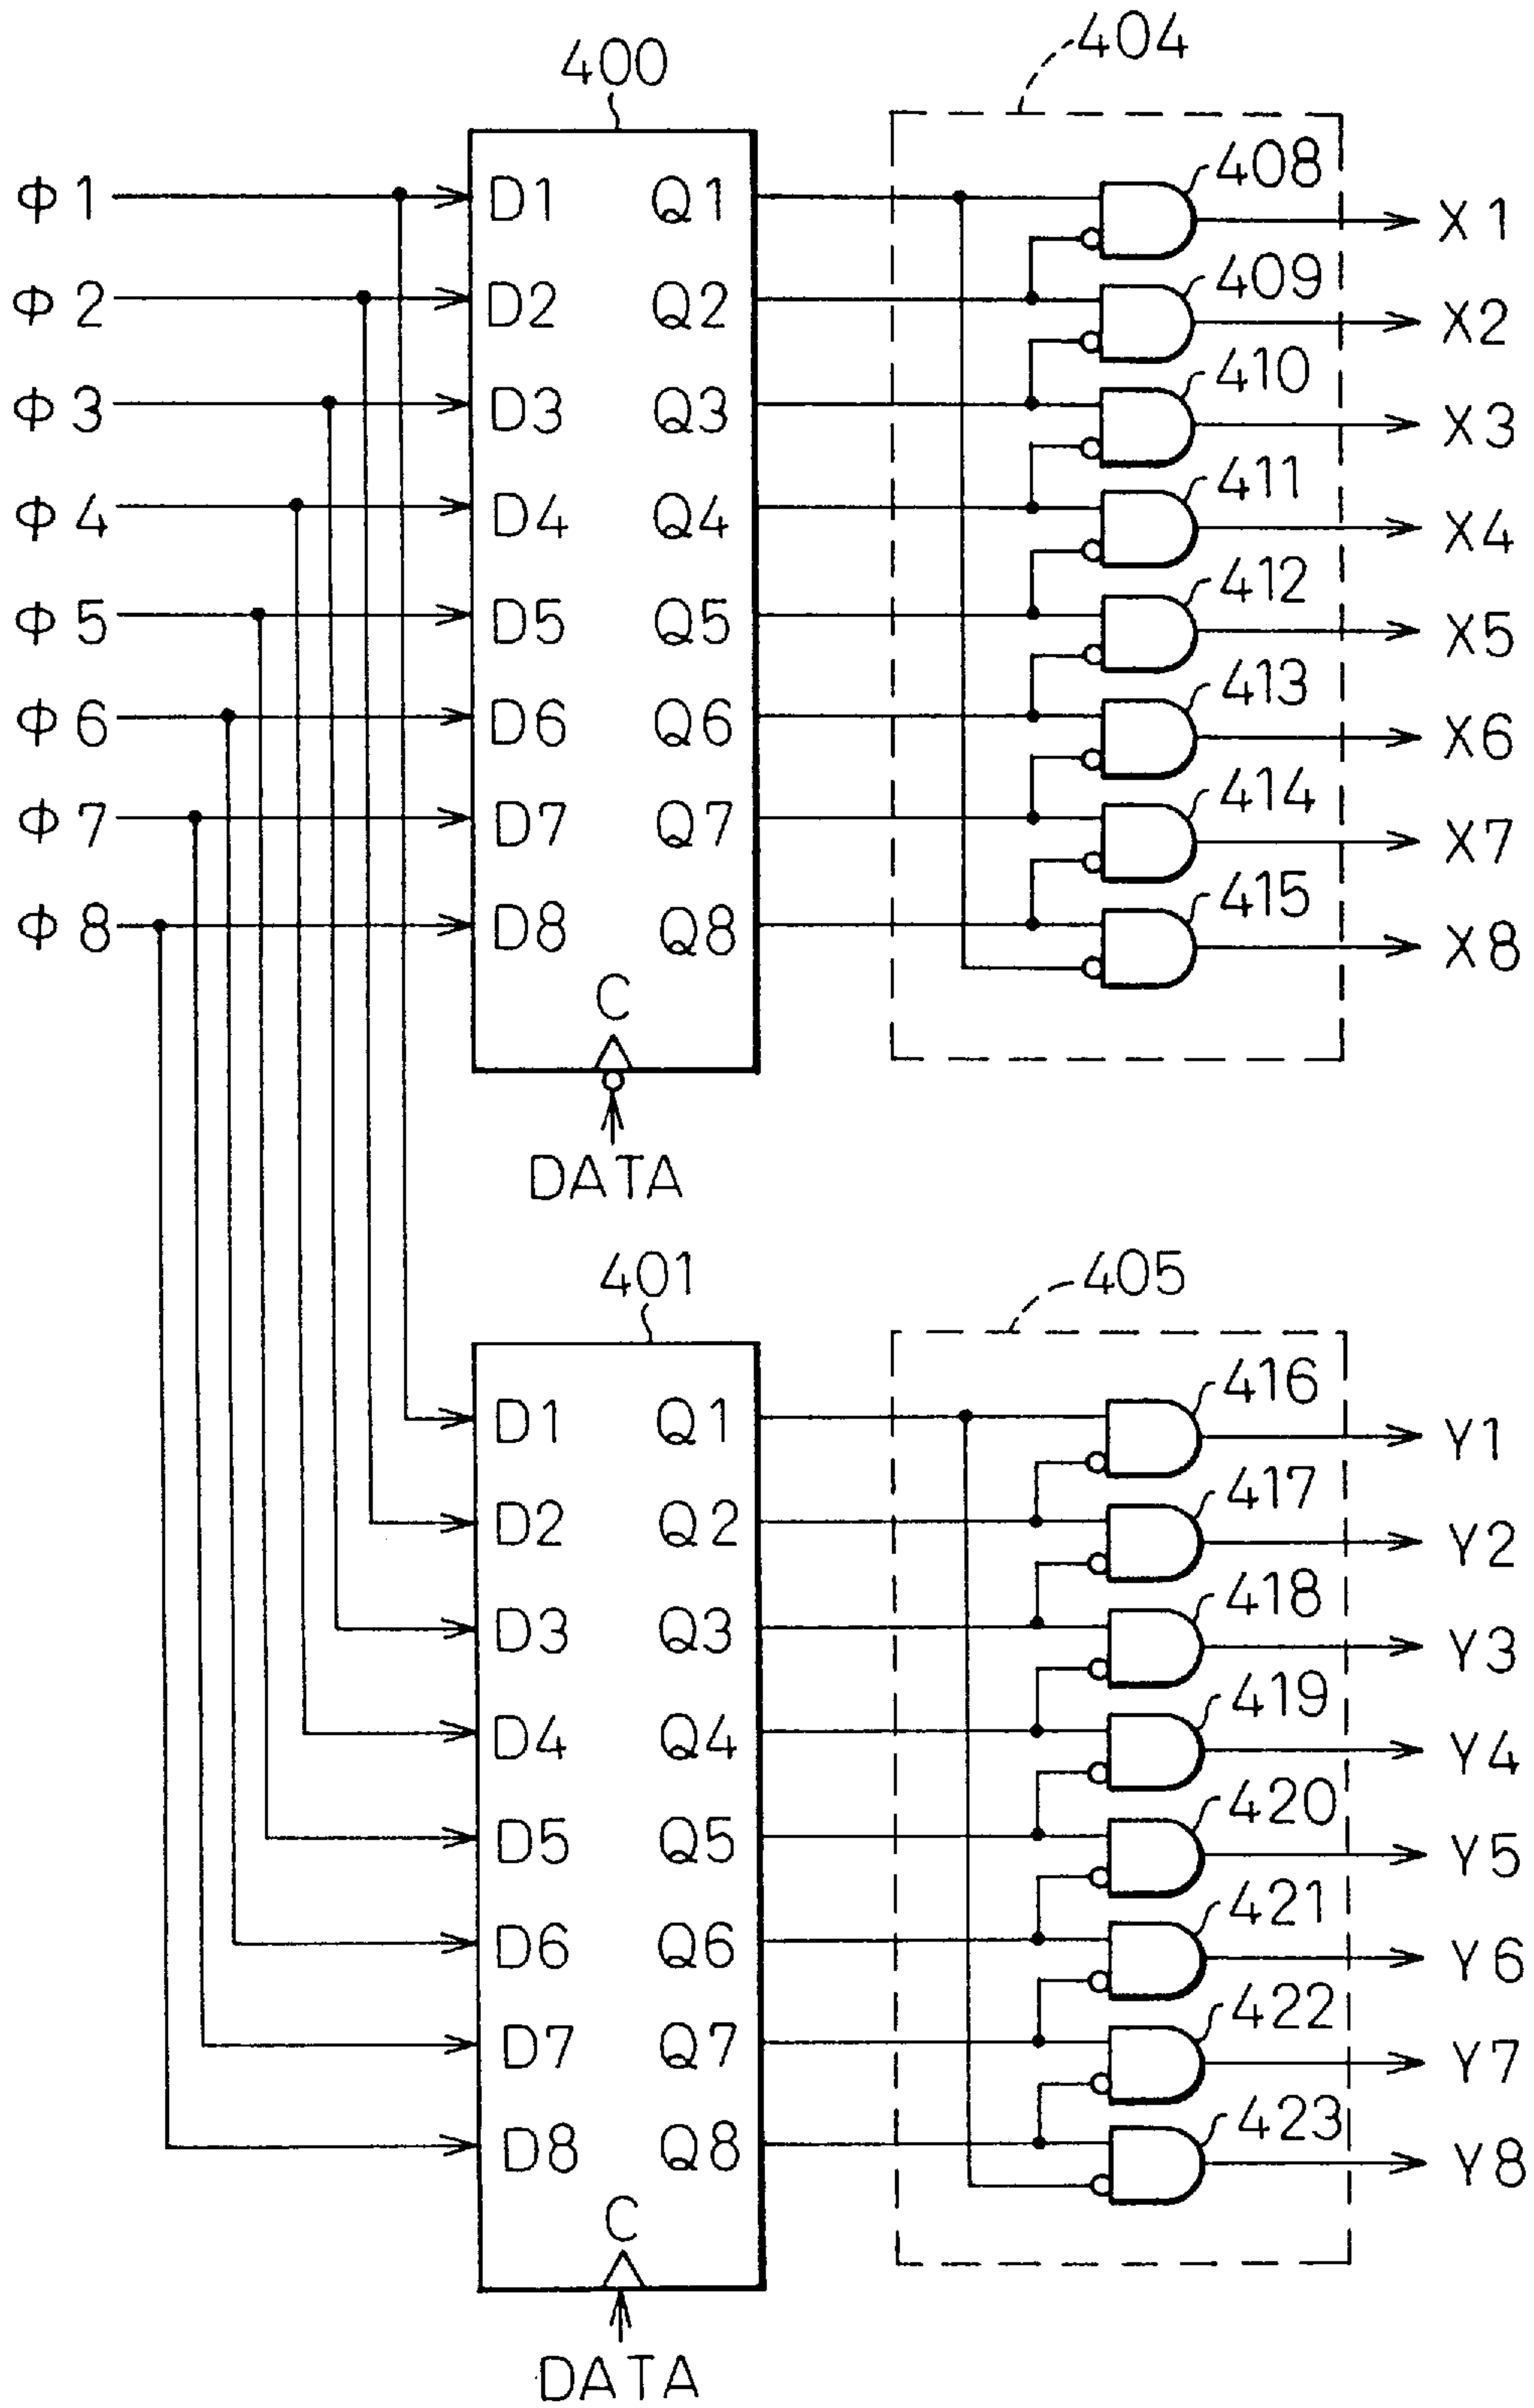 400
404
Φ1
D1
Q1
408
X1
Φ2
D2
Q2
409
X2
Φ3
D3
Q3
410
X3
Φ4
D4
Q4
411
X4
Φ5
D5
Q5
412
X5
Φ6
D6
Q6
413
X6
Φ7
D7
Q7
414
X7
Φ8
D8
Q8
415
X8
C
DATA
401
405
D1
Q1
416
Y1
D2
Q2
417
Y2
D3
Q3
418
Y3
D4
Q4
419
Y4
D5
Q5
420
Y5
D6
Q6
421
Y6
D7
Q7
422
Y7
D8
Q8
423
Y8
C
DATA